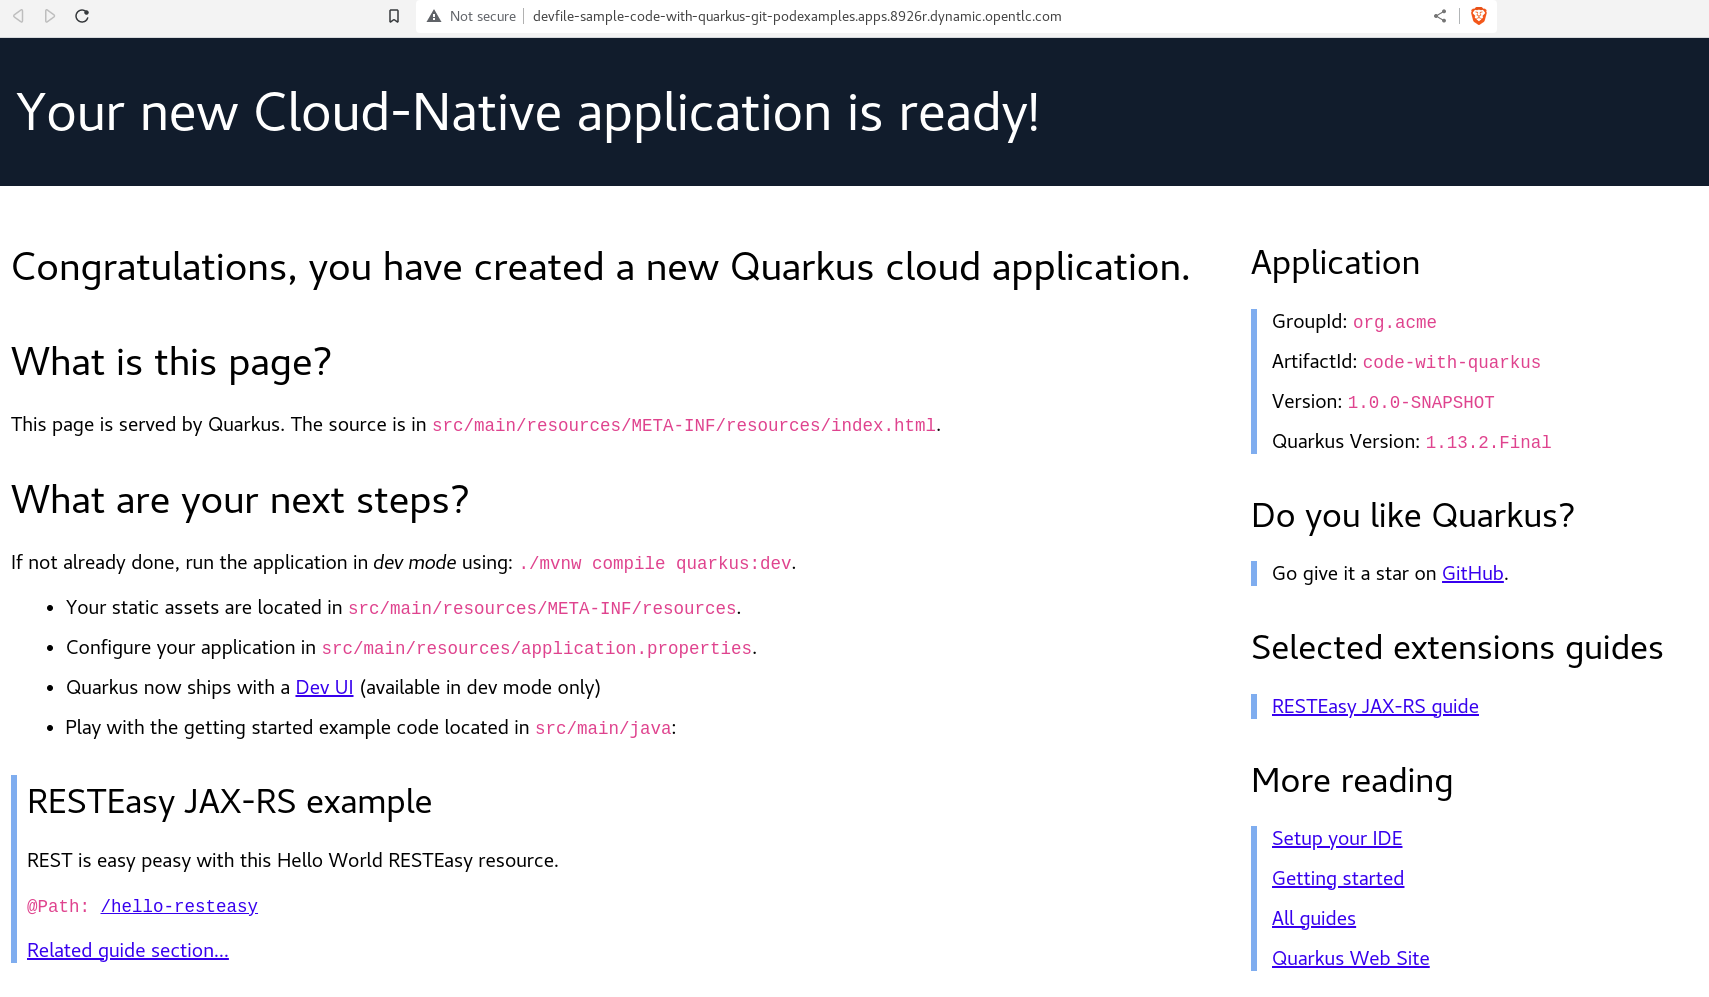 Not secure devfile-sample-code-with-quarkus-git-podexamples.apps.8926r.dynamic.opentlc.com
Your new Cloud-Native application is ready!
Congratulations, you have created a new Quarkus cloud application.
What is this page?
This page is served by Quarkus. The source is in src/main/resources/META-INF/resources/index.html.
What are your next steps?
If not already done, run the application in dev mode using: ./mvnw compile quarkus:dev.
• Your static assets are located in src/main/resources/META-INF/resources.
• Configure your application in src/main/resources/application.properties.
• Quarkus now ships with a Dev UI (available in dev mode only)
• Play with the getting started example code located in src/main/java:
RESTEasy JAX-RS example
REST is easy peasy with this Hello World RESTEasy resource.
@Path: /hello-resteasy
Related guide section...
Application
GroupId: org.acme
ArtifactId: code-with-quarkus
Version: 1.0.0-SNAPSHOT
Quarkus Version: 1.13.2.Final
Do you like Quarkus?
Go give it a star on GitHub.
Selected extensions guides
RESTEasy JAX-RS guide
More reading
Setup your IDE
Getting started
All guides
Quarkus Web Site